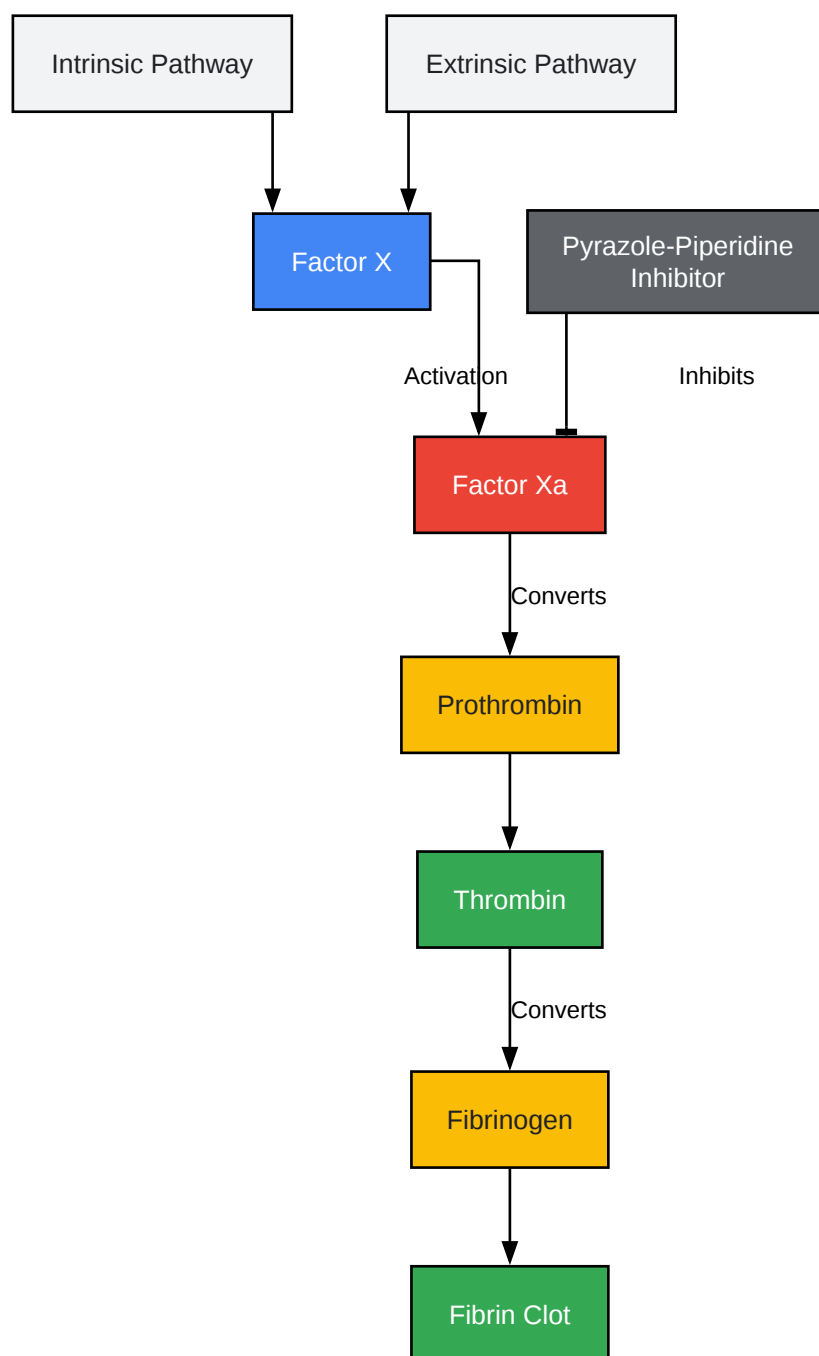 Intrinsic Pathway
Extrinsic Pathway
Factor X
Pyrazole-Piperidine
Inhibitor
Activation
Inhibits
Factor Xa
Converts
Prothrombin
Thrombin
Converts
Fibrinogen
Fibrin Clot